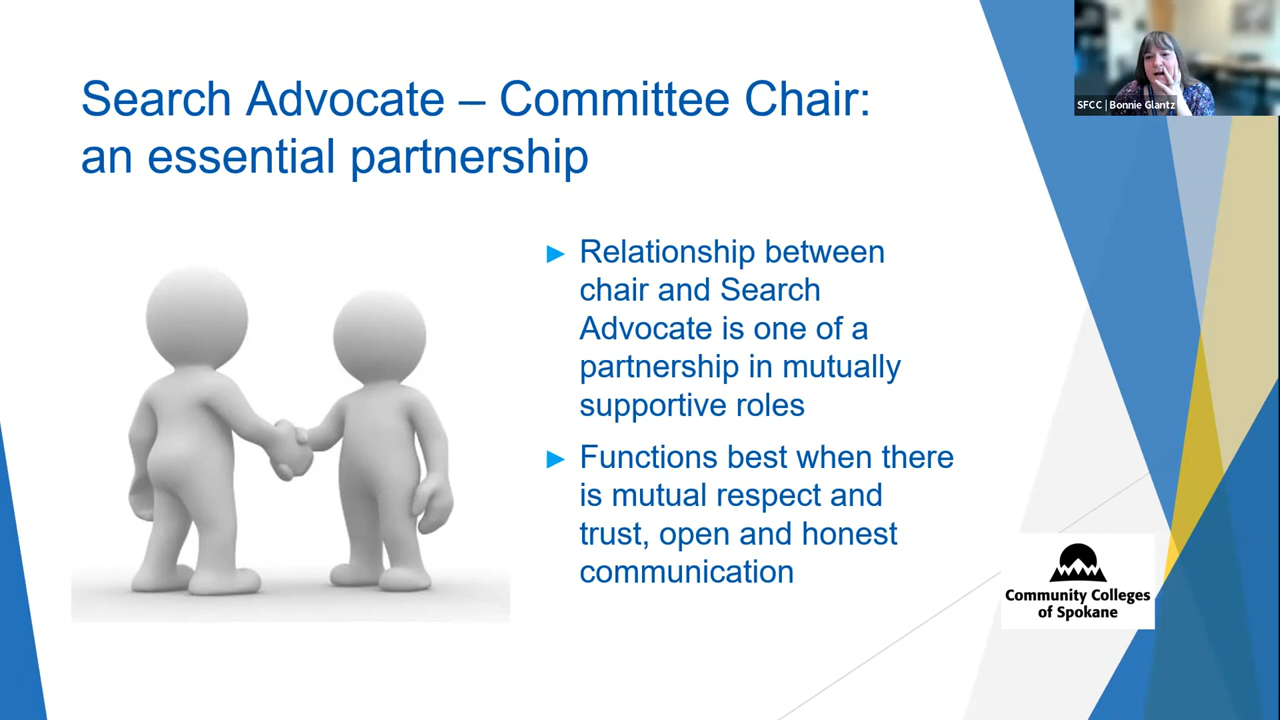 Search Advocate – Committee Chair:
an essential partnership
SFCC | Bonnie Glantz
► Relationship between
chair and Search
Advocate is one of a
partnership in mutually
supportive roles
► Functions best when there
is mutual respect and
trust, open and honest
communication
Community Colleges
of Spokane